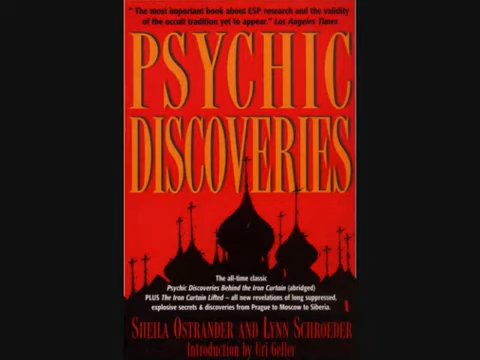 " The most important book about ESP research and the validity
of the occult tradition yet to appear." Los Angeles Times
PSYCHIC
DISCOVERIES
The all-time classic
Psychic Discoveries Behind the Iron Curtain (abridged)
PLUS The Iron Curtain Lifted – all new revelations of long suppressed,
explosive secrets & discoveries from Prague to Moscow to Siberia.
SHEILA OSTRANDER AND LYNN SCHROEDER
Introduction by Uri Geller